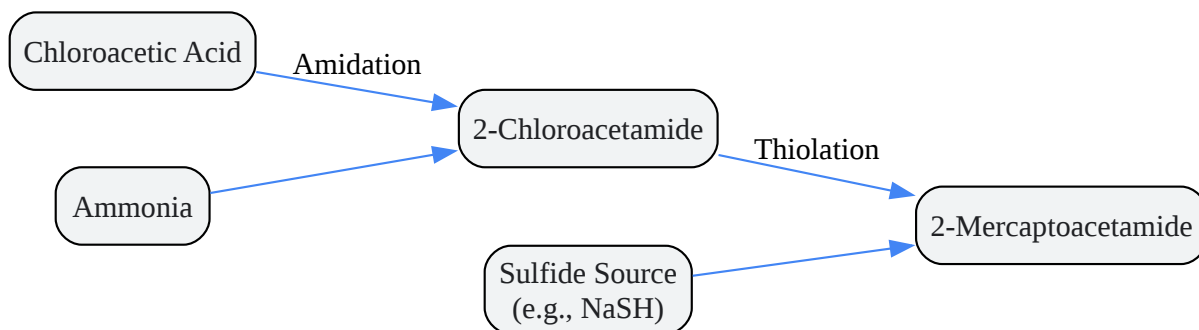 Chloroacetic Acid
Amidation
2-Chloroacetamide
Ammonia
Thiolation
2-Mercaptoacetamide
Sulfide Source
(e.g., NaSH)